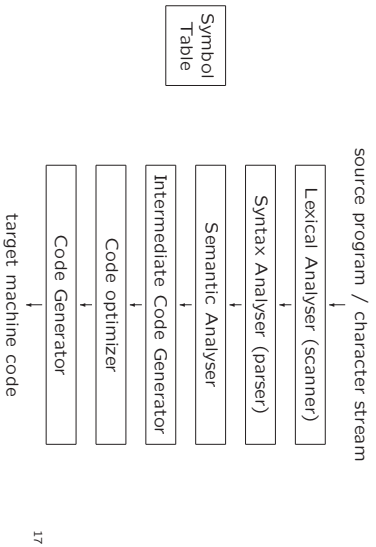 source program / character stream
Lexical Analyser (scanner)
Syntax Analyser (parser)
Semantic Analyser
Intermediate Code Generator
Code optimizer
Code Generator
target machine code
Symbol
Table
17